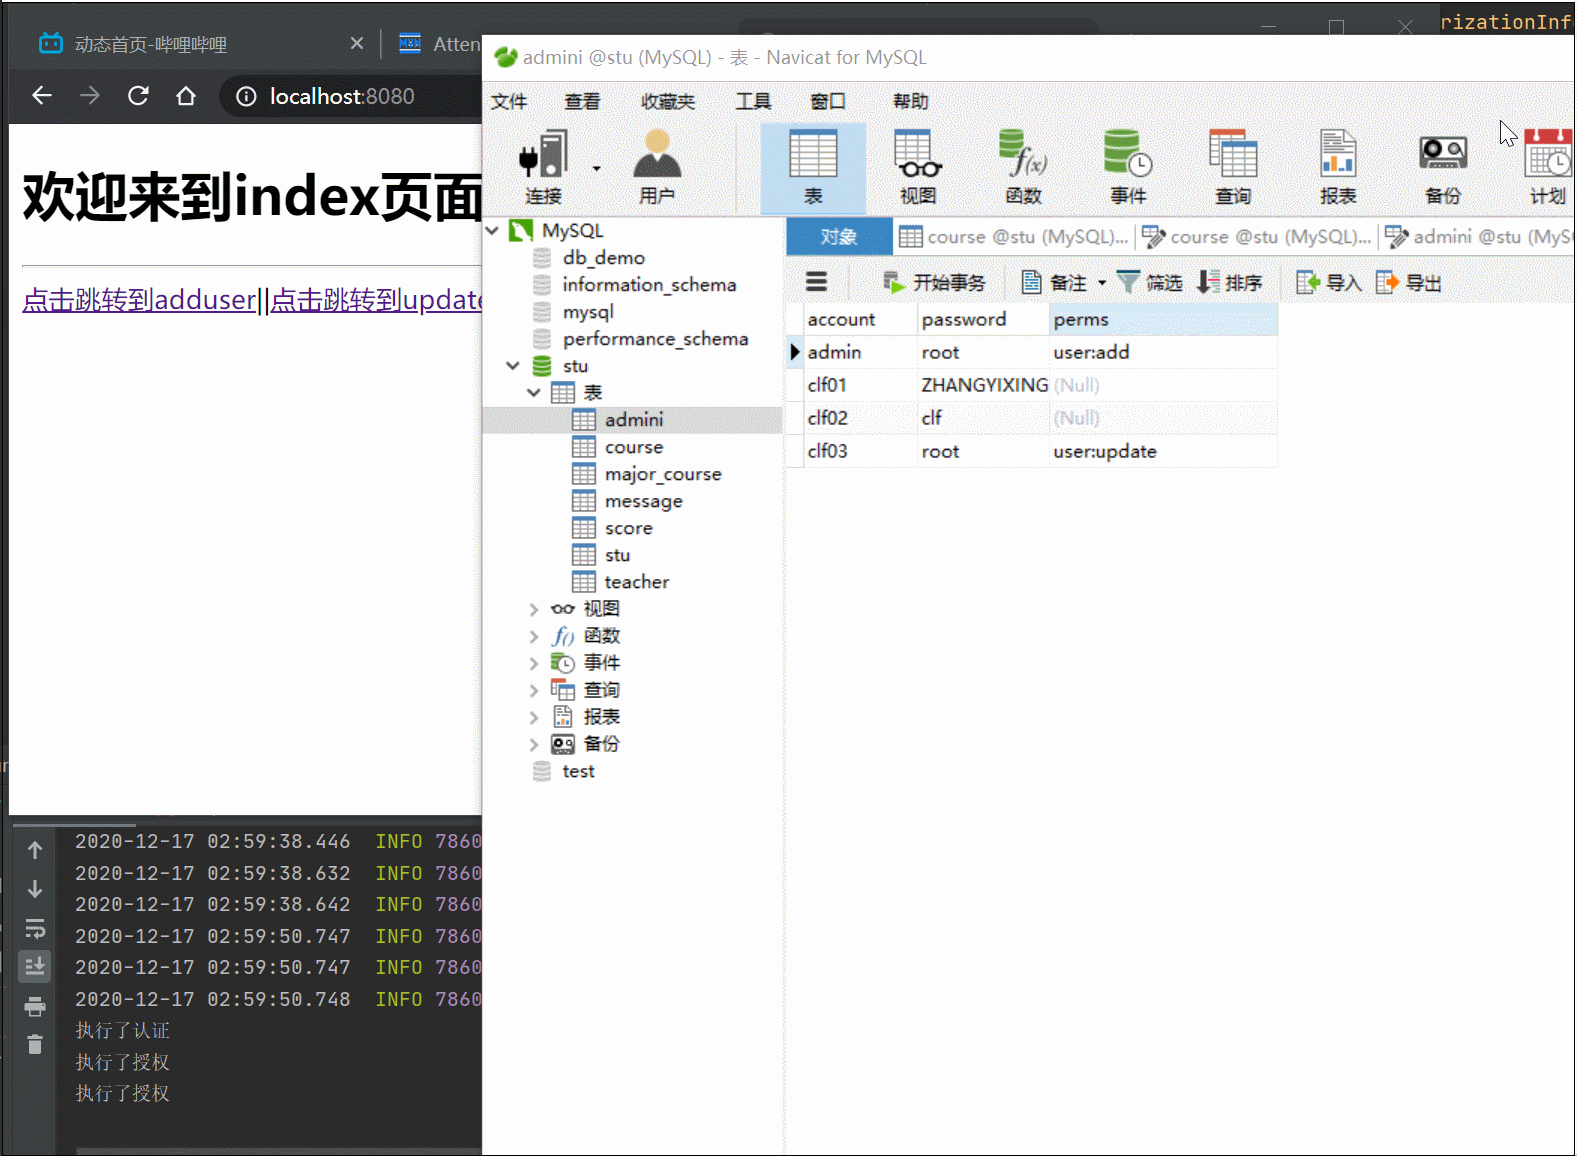 动态首页-哔哩哔哩
Atten
rizationInf
localhost:8080
欢迎来到index页面
点击跳转到adduser||点击跳转到update
admini @stu (MySQL) - 表 - Navicat for MySQL
文件 查看 收藏夹 工具 窗口 帮助
连接 用户 表 视图 函数 事件 查询 报表 备份 计划
对象 course @stu (MySQL)... course @stu (MySQL)... admini @stu (MyS
开始事务 备注 筛选 排序 导入 导出
MySQL
db_demo
information_schema
mysql
performance_schema
stu
表
admini
course
major_course
message
score
stu
teacher
视图
函数
事件
查询
报表
备份
test
account password perms
admin root user:add
clf01 ZHANGYIXING (Null)
clf02 clf (Null)
clf03 root user:update
2020-12-17 02:59:38.446 INFO 7860
2020-12-17 02:59:38.632 INFO 7860
2020-12-17 02:59:38.642 INFO 7860
2020-12-17 02:59:50.747 INFO 7860
2020-12-17 02:59:50.747 INFO 7860
2020-12-17 02:59:50.748 INFO 7860
执行了认证
执行了授权
执行了授权